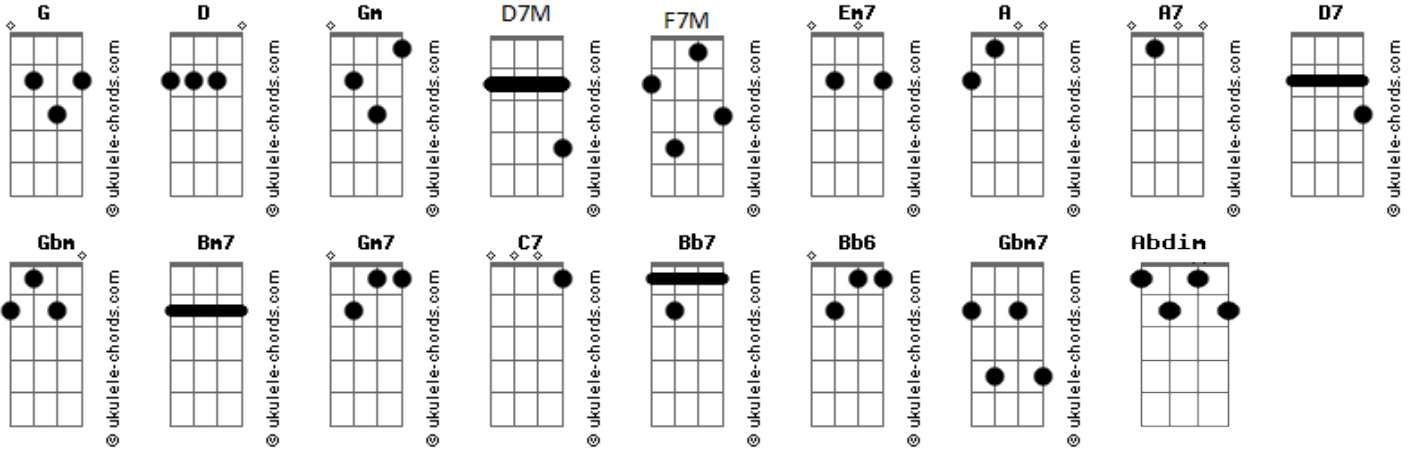 G D Gm D7M F7M Em7 A A7 D7
© ukulele-chords.com © ukulele-chords.com © ukulele-chords.com © ukulele-chords.com © ukulele-chords.com © ukulele-chords.com © ukulele-chords.com © ukulele-chords.com © ukulele-chords.com
Gbm Bm7 Gm7 C7 Bb7 Bb6 Gbm7 Abdim
© ukulele-chords.com © ukulele-chords.com © ukulele-chords.com © ukulele-chords.com © ukulele-chords.com © ukulele-chords.com © ukulele-chords.com